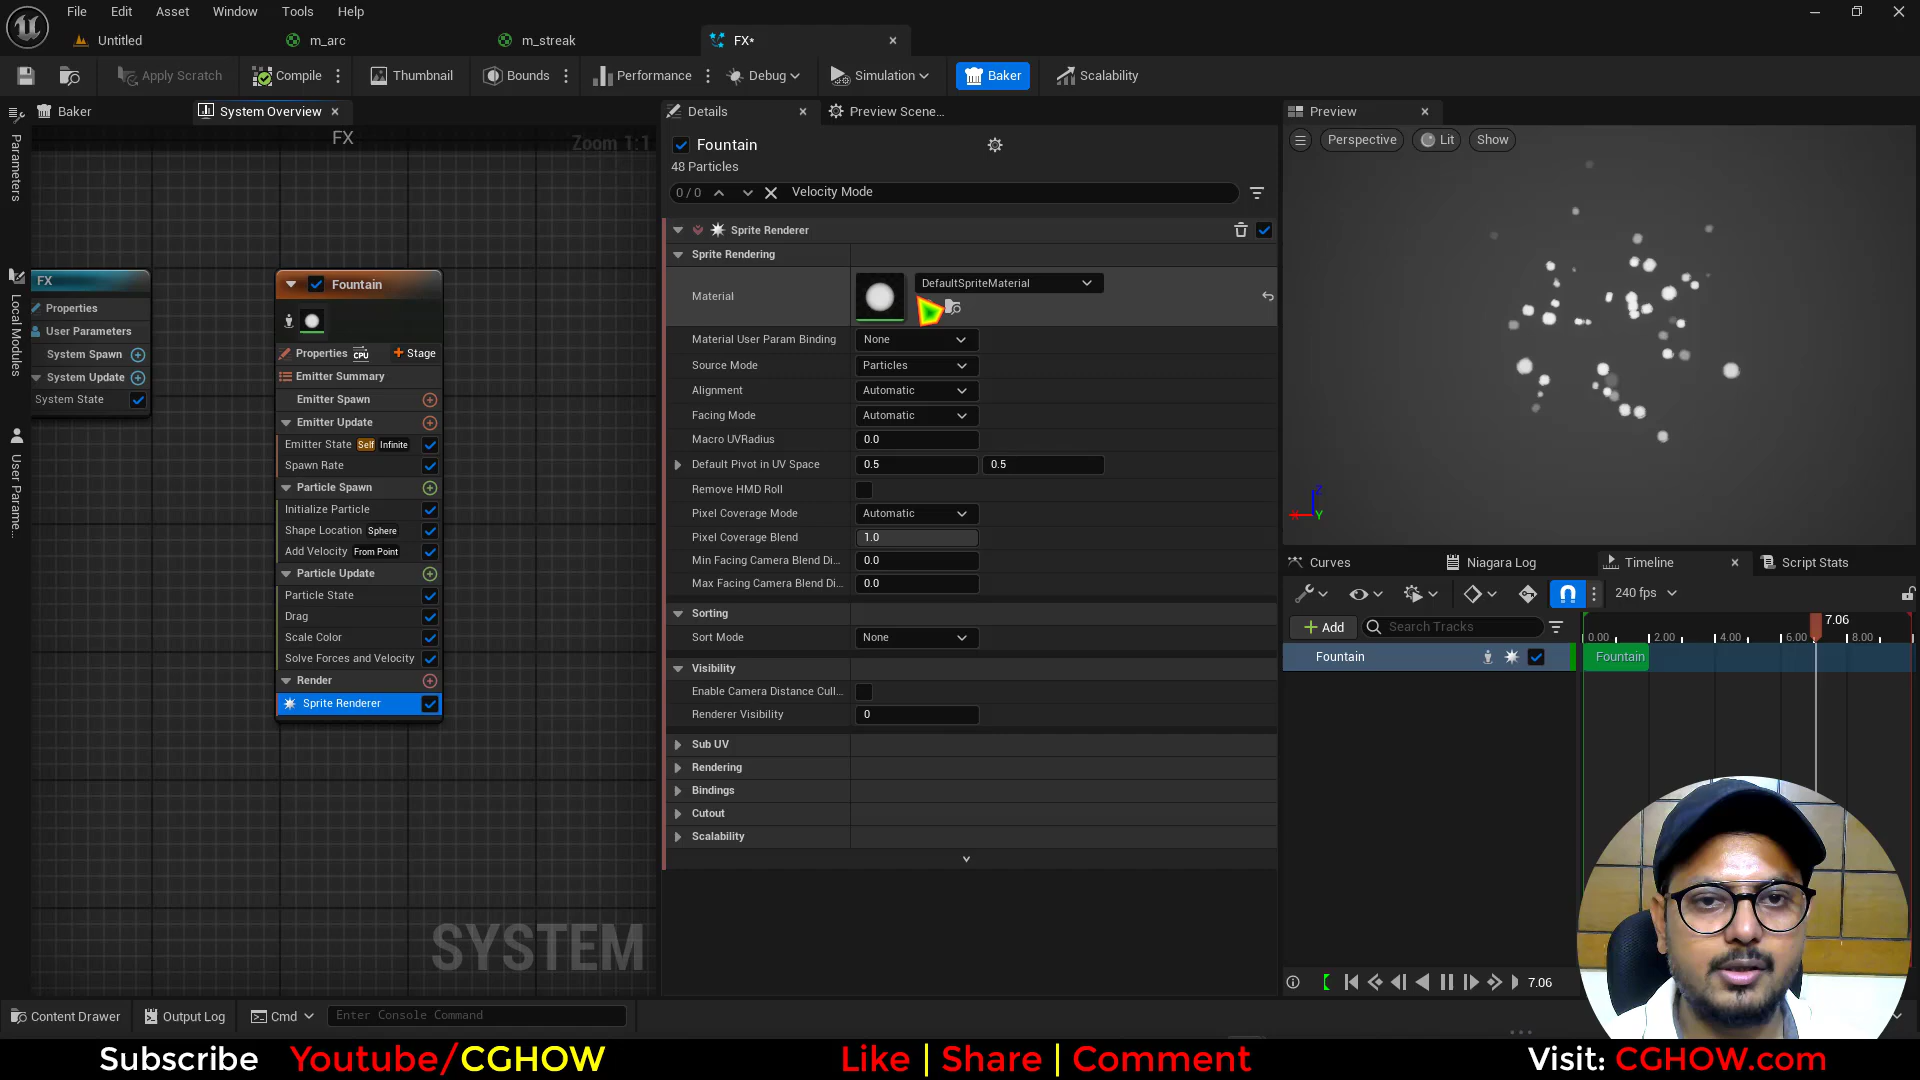 File Edit Asset Window Tools Help
Untitled m_arc m_streak FX*
Apply Scratch Compile Thumbnail Bounds Performance Debug Simulation Baker Scalability
Baker System Overview
FX
Zoom 1:1
Parameters
Local Modules
User Parame...
FX
Properties
User Parameters
System Spawn
System Update
System State
Fountain
Properties CPU Stage
Emitter Summary
Emitter Spawn
Emitter Update
Emitter State Self Infinite
Spawn Rate
Particle Spawn
Initialize Particle
Shape Location Sphere
Add Velocity From Point
Particle Update
Particle State
Drag
Scale Color
Solve Forces and Velocity
Render
Sprite Renderer
SYSTEM
Details Preview Scene...
Fountain
48 Particles
0 / 0 Velocity Mode
Sprite Renderer
Sprite Rendering
Material DefaultSpriteMaterial
Material User Param Binding None
Source Mode Particles
Alignment Automatic
Facing Mode Automatic
Macro UVRadius 0.0
Default Pivot in UV Space 0.5 0.5
Remove HMD Roll
Pixel Coverage Mode Automatic
Pixel Coverage Blend 1.0
Min Facing Camera Blend Di... 0.0
Max Facing Camera Blend Di... 0.0
Sorting
Sort Mode None
Visibility
Enable Camera Distance Cull...
Renderer Visibility 0
Sub UV
Rendering
Bindings
Cutout
Scalability
Preview
Perspective Lit Show
Z
X Y
Curves Niagara Log Timeline Script Stats
240 fps
Add Search Tracks
7.06
0.00 2.00 4.00 6.00 8.00
Fountain Fountain
7.06
Content Drawer Output Log Cmd Enter Console Command
Subscribe Youtube/CGHOW Like | Share | Comment Visit: CGHOW.com